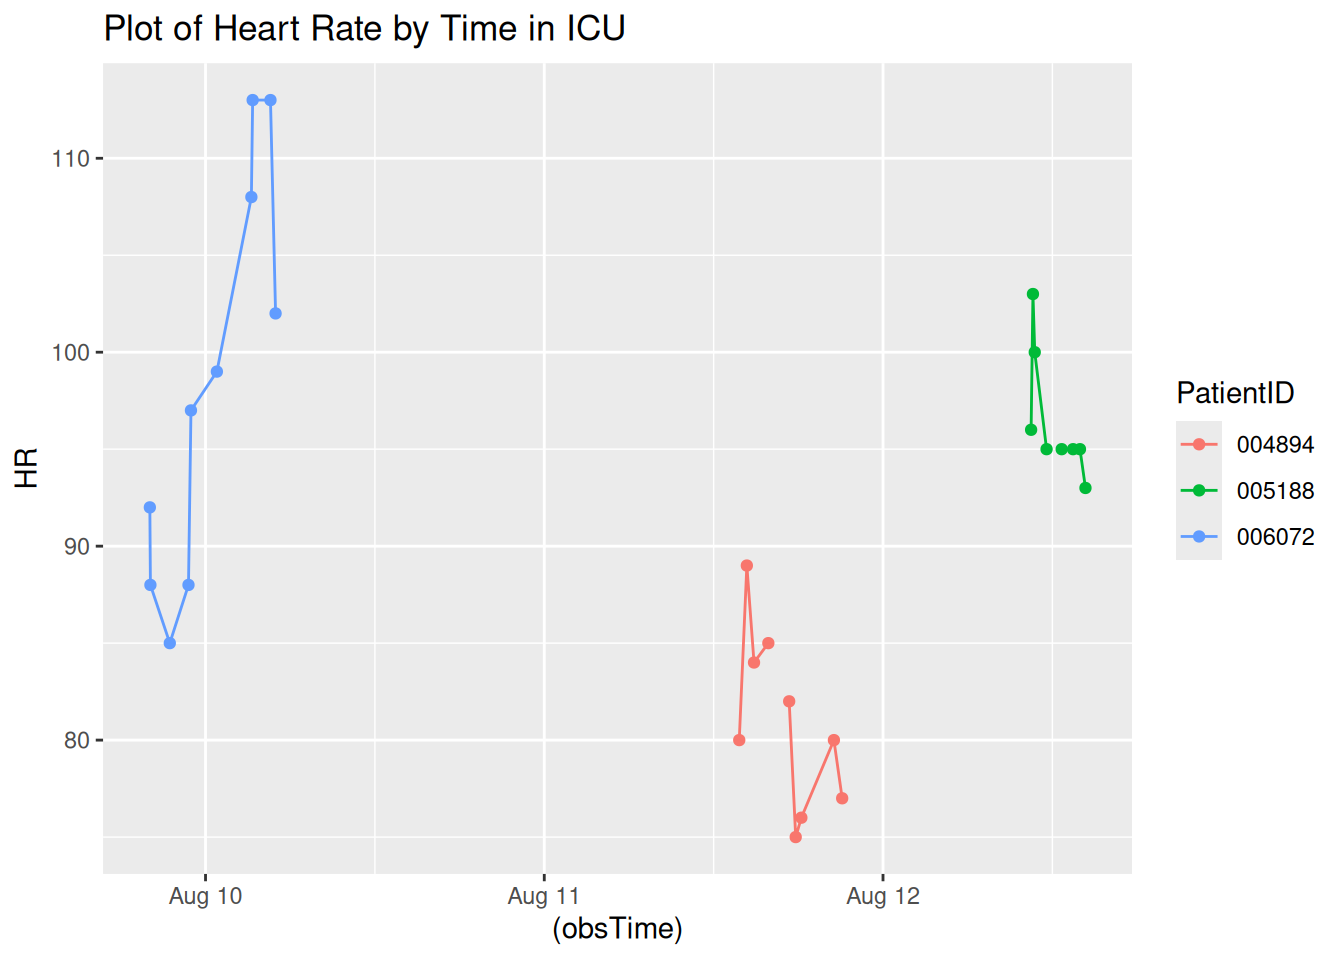 Plot of Heart Rate by Time in ICU
110
100
90
80
HR
Aug 10
Aug 11
Aug 12
(obsTime)
PatientID
004894
005188
006072